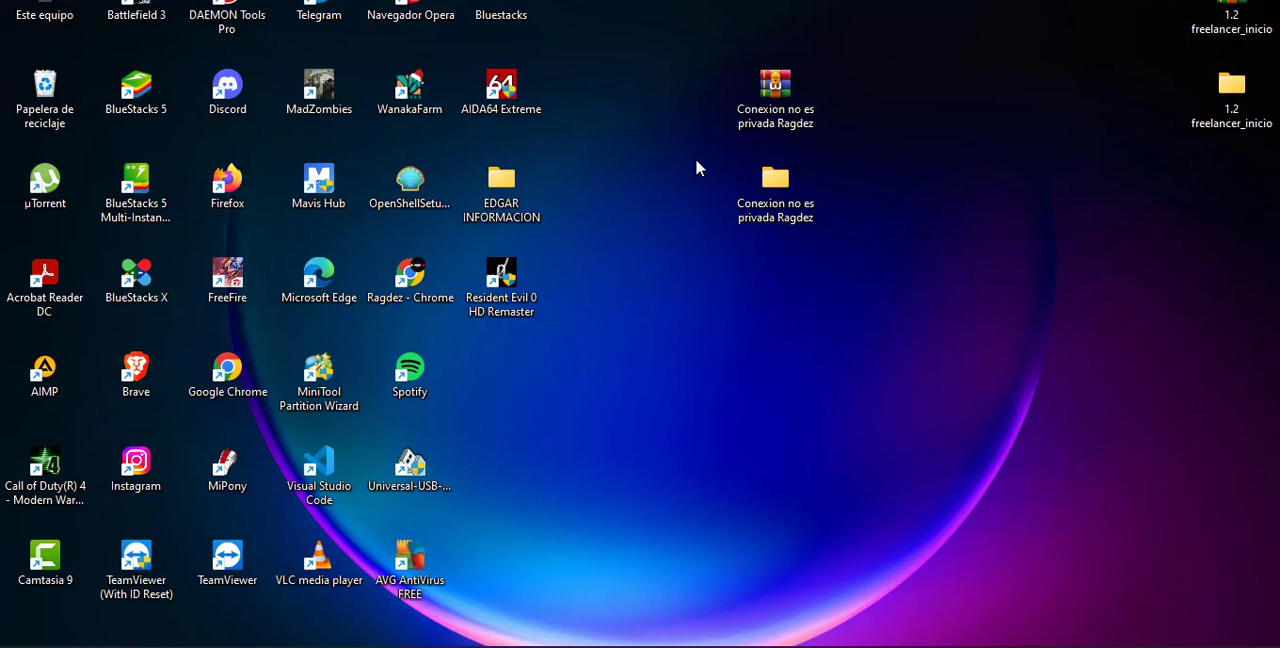 Este equipo
Battlefield 3
DAEMON Tools
Pro
Telegram
Navegador Opera
Bluestacks
1.2
freelancer_inicio
Papelera de
reciclaje
BlueStacks 5
Discord
MadZombies
WanakaFarm
64
AIDA64 Extreme
Conexion no es
privada Ragdez
1.2
freelancer_inicio
µTorrent
BlueStacks 5
Multi-Instan...
Firefox
Mavis Hub
OpenShellSetu...
EDGAR
INFORMACION
Conexion no es
privada Ragdez
Acrobat Reader
DC
BlueStacks X
FreeFire
Microsoft Edge
Ragdez - Chrome
Resident Evil 0
HD Remaster
AIMP
Brave
Google Chrome
MiniTool
Partition Wizard
Spotify
4
Call of Duty(R) 4
- Modern War...
Instagram
MiPony
Visual Studio
Code
Universal-USB-...
Camtasia 9
TeamViewer
(With ID Reset)
TeamViewer
VLC media player
AVG AntiVirus
FREE